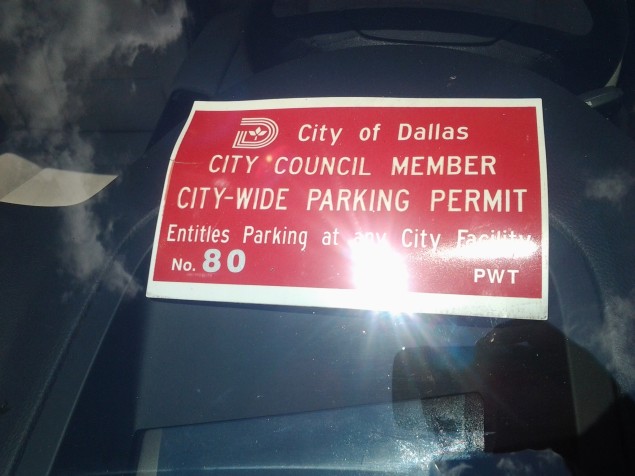 City of Dallas
CITY COUNCIL MEMBER
CITY-WIDE PARKING PERMIT
Entitles Parking at any City Facility
No. 80
PWT